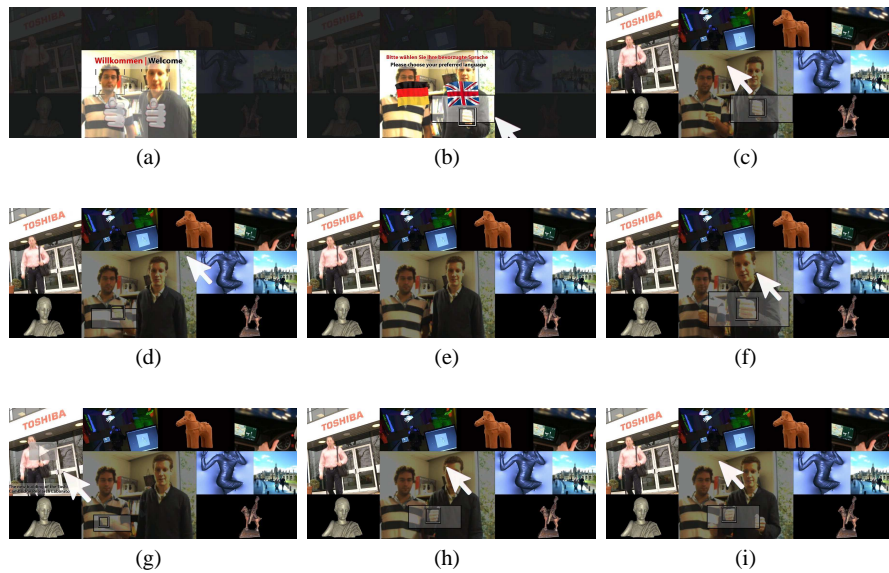 Willkommen | Welcome
Bitte wählen Sie Ihre bevorzugte Sprache
Please choose your preferred language
TOSHIBA
(a)
(b)
(c)
TOSHIBA
TOSHIBA
TOSHIBA
(d)
(e)
(f)
TOSHIBA
TOSHIBA
TOSHIBA
(g)
(h)
(i)